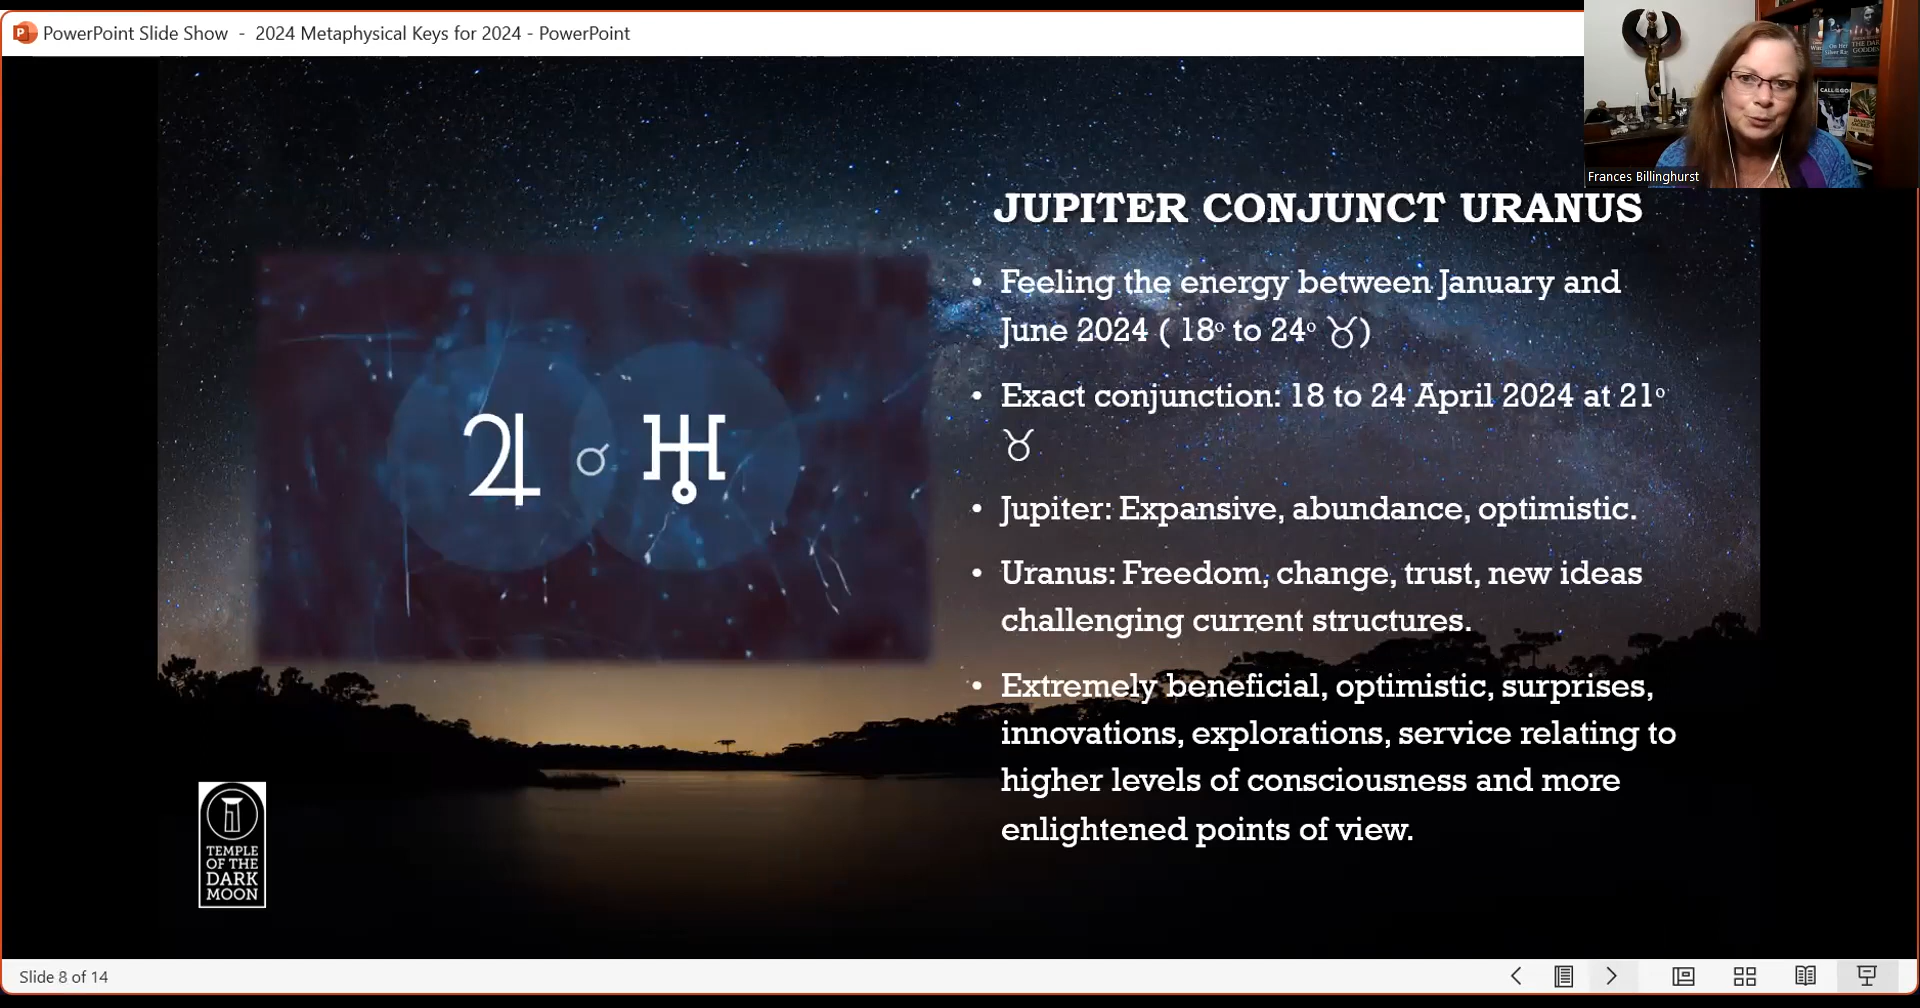 PowerPoint Slide Show - 2024 Metaphysical Keys for 2024 - PowerPoint
Frances Billinghurst
JUPITER CONJUNCT URANUS
• Feeling the energy between January and
June 2024 ( 18º to 24º ♉)
• Exact conjunction: 18 to 24 April 2024 at 21º
♉
• Jupiter: Expansive, abundance, optimistic.
• Uranus: Freedom, change, trust, new ideas
challenging current structures.
• Extremely beneficial, optimistic, surprises,
innovations, explorations, service relating to
higher levels of consciousness and more
enlightened points of view.
♃ ☌ ♅
TEMPLE
OF THE
DARK
MOON
Slide 8 of 14